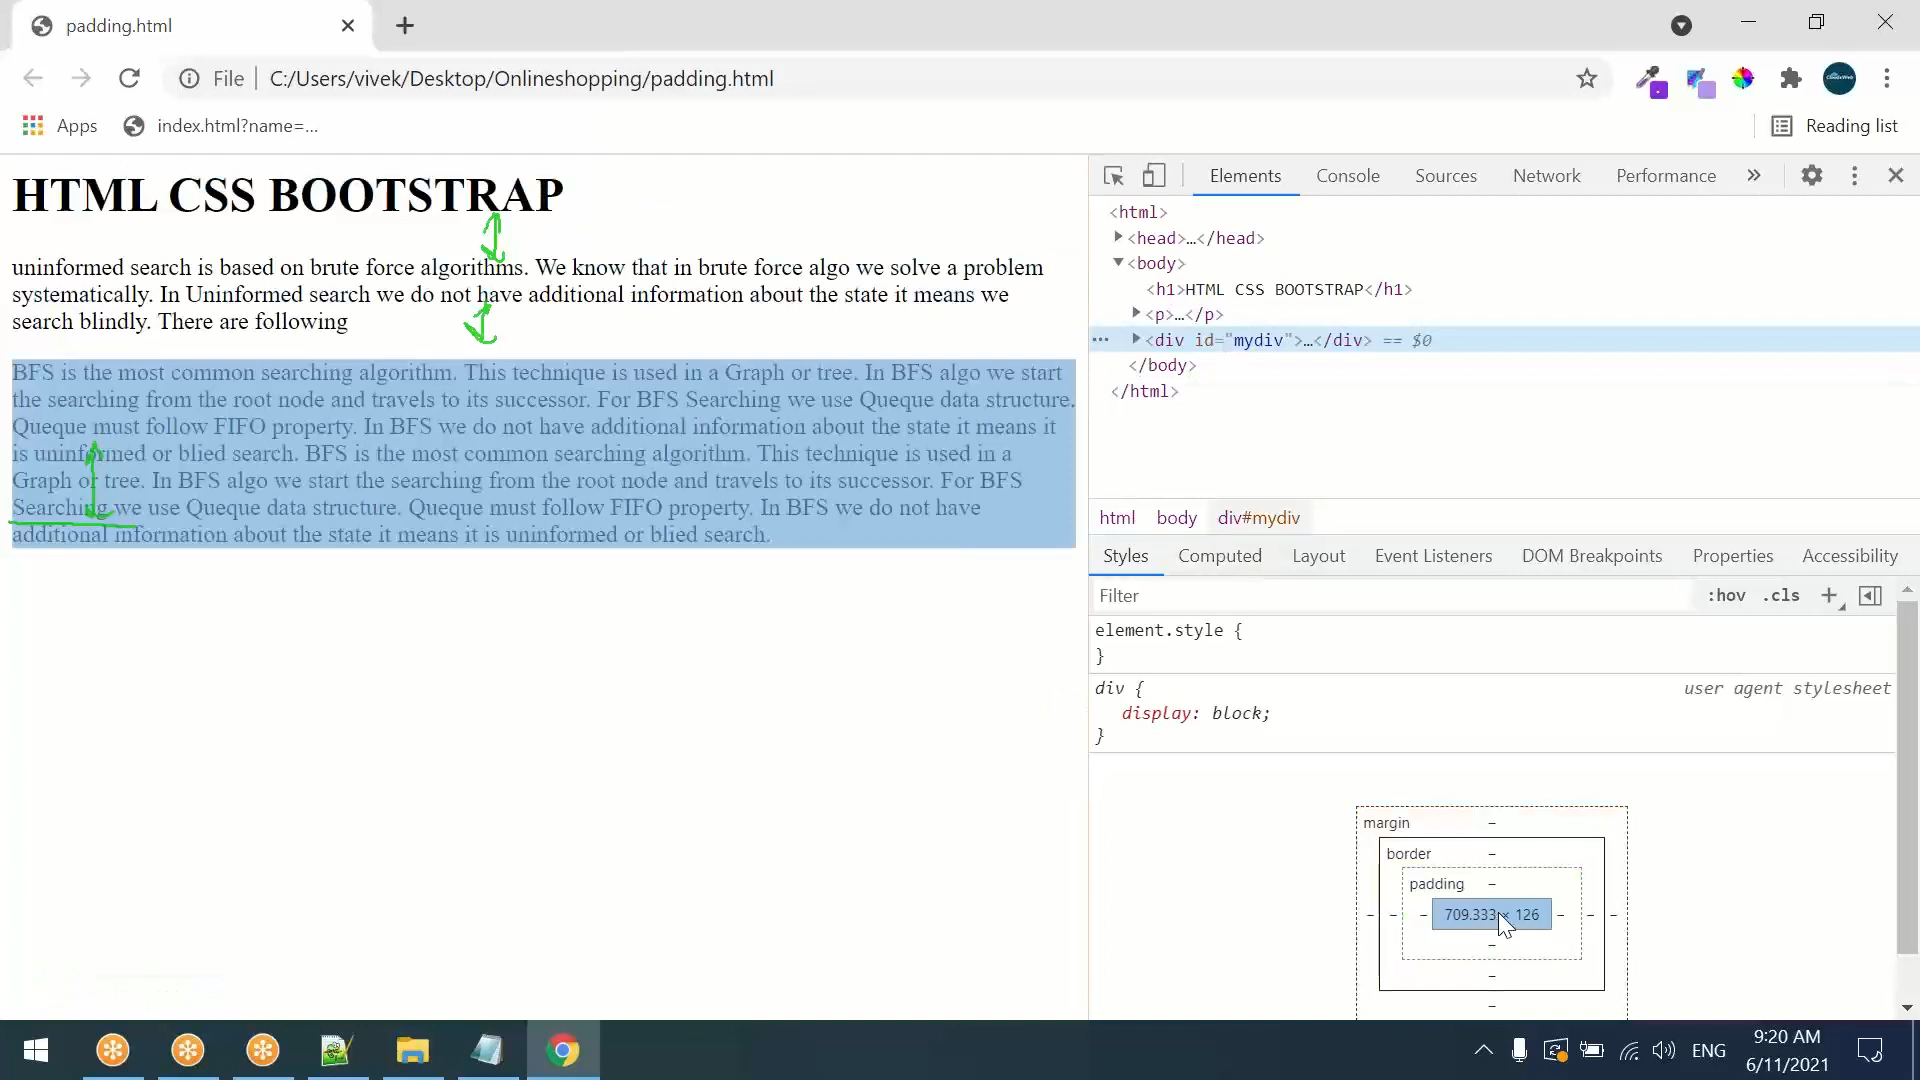 padding.html
File
C:/Users/vivek/Desktop/Onlineshopping/padding.html
Apps
index.html?name=...
Reading list
HTML CSS BOOTSTRAP
uninformed search is based on brute force algorithms. We know that in brute force algo we solve a problem
systematically. In Uninformed search we do not have additional information about the state it means we
search blindly. There are following
BFS is the most common searching algorithm. This technique is used in a Graph or tree. In BFS algo we start
the searching from the root node and travels to its successor. For BFS Searching we use Queque data structure.
Queque must follow FIFO property. In BFS we do not have additional information about the state it means it
is uninformed or blied search. BFS is the most common searching algorithm. This technique is used in a
Graph or tree. In BFS algo we start the searching from the root node and travels to its successor. For BFS
Searching we use Queque data structure. Queque must follow FIFO property. In BFS we do not have
additional information about the state it means it is uninformed or blied search.
Elements Console Sources Network Performance
<html>
<head>…</head>
<body>
<h1>HTML CSS BOOTSTRAP</h1>
<p>…</p>
<div id="mydiv">…</div> == $0
</body>
</html>
html body div#mydiv
Styles Computed Layout Event Listeners DOM Breakpoints Properties Accessibility
Filter :hov .cls
element.style {
}
div { user agent stylesheet
display: block;
}
margin –
border –
padding –
– – – 709.333 × 126 – – –
–
–
–
ENG
9:20 AM
6/11/2021